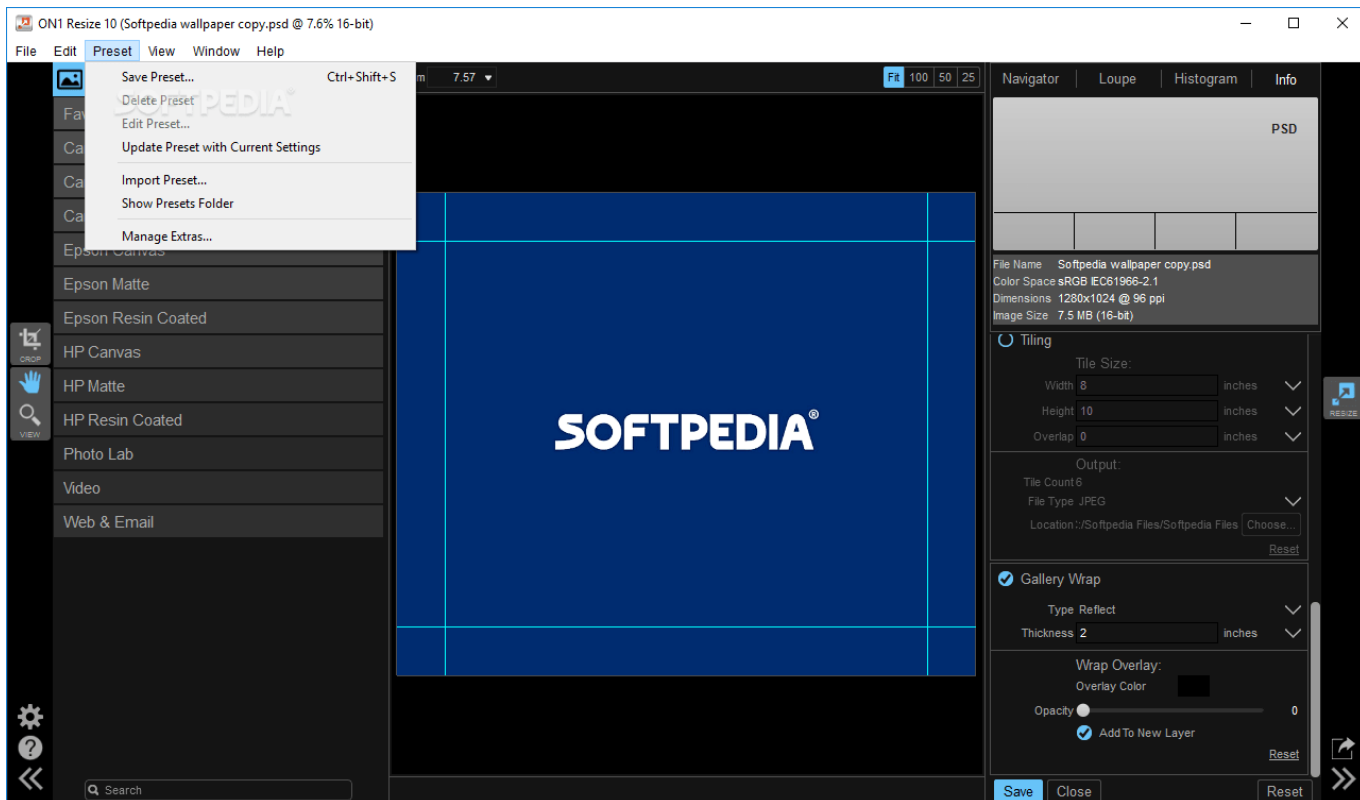 ON1 Resize 10 (Softpedia wallpaper copy.psd @ 7.6% 16-bit)
File Edit Preset View Window Help
Save Preset... Ctrl+Shift+S
Delete Preset
Edit Preset...
Update Preset with Current Settings
Import Preset...
Show Presets Folder
Manage Extras...
SOFTPEDIA®
m 7.57
Fit 100 50 25
Fav
Ca
Ca
Ca
Epson Canvas
Epson Matte
Epson Resin Coated
HP Canvas
HP Matte
HP Resin Coated
Photo Lab
Video
Web & Email
CROP
VIEW
Search
SOFTPEDIA®
Navigator Loupe Histogram Info
PSD
File Name Softpedia wallpaper copy.psd
Color Space sRGB IEC61966-2.1
Dimensions 1280x1024 @ 96 ppi
Image Size 7.5 MB (16-bit)
Tiling
Tile Size:
Width 8 inches
Height 10 inches
Overlap 0 inches
Output:
Tile Count 6
File Type JPEG
Location :/Softpedia Files/Softpedia Files Choose...
Reset
Gallery Wrap
Type Reflect
Thickness 2 inches
Wrap Overlay:
Overlay Color
Opacity 0
Add To New Layer
Reset
Save Close Reset
RESIZE